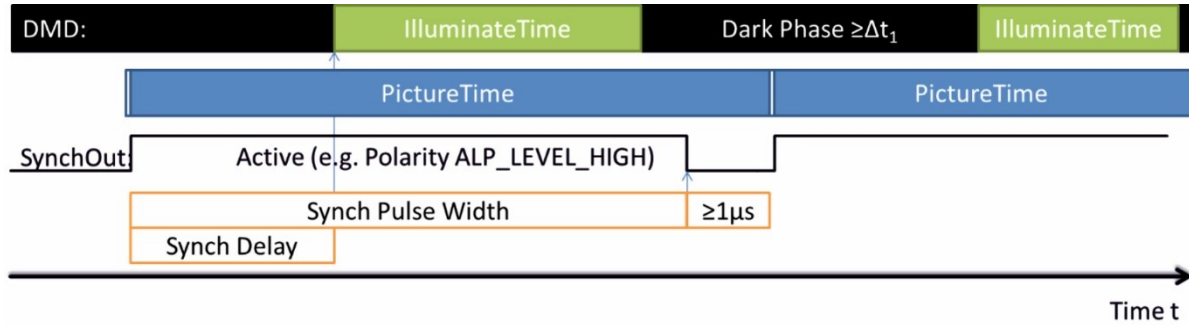 DMD: IlluminateTime Dark Phase ≥Δt₁ IlluminateTime
PictureTime PictureTime
SynchOut: Active (e.g. Polarity ALP_LEVEL_HIGH)
Synch Pulse Width ≥1µs
Synch Delay
Time t